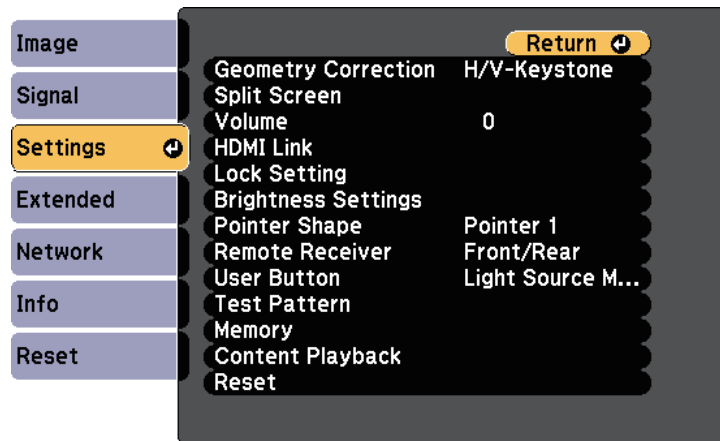 Image
Signal
Settings
Extended
Network
Info
Reset
Return
Geometry Correction H/V-Keystone
Split Screen
Volume 0
HDMI Link
Lock Setting
Brightness Settings
Pointer Shape Pointer 1
Remote Receiver Front/Rear
User Button Light Source M...
Test Pattern
Memory
Content Playback
Reset